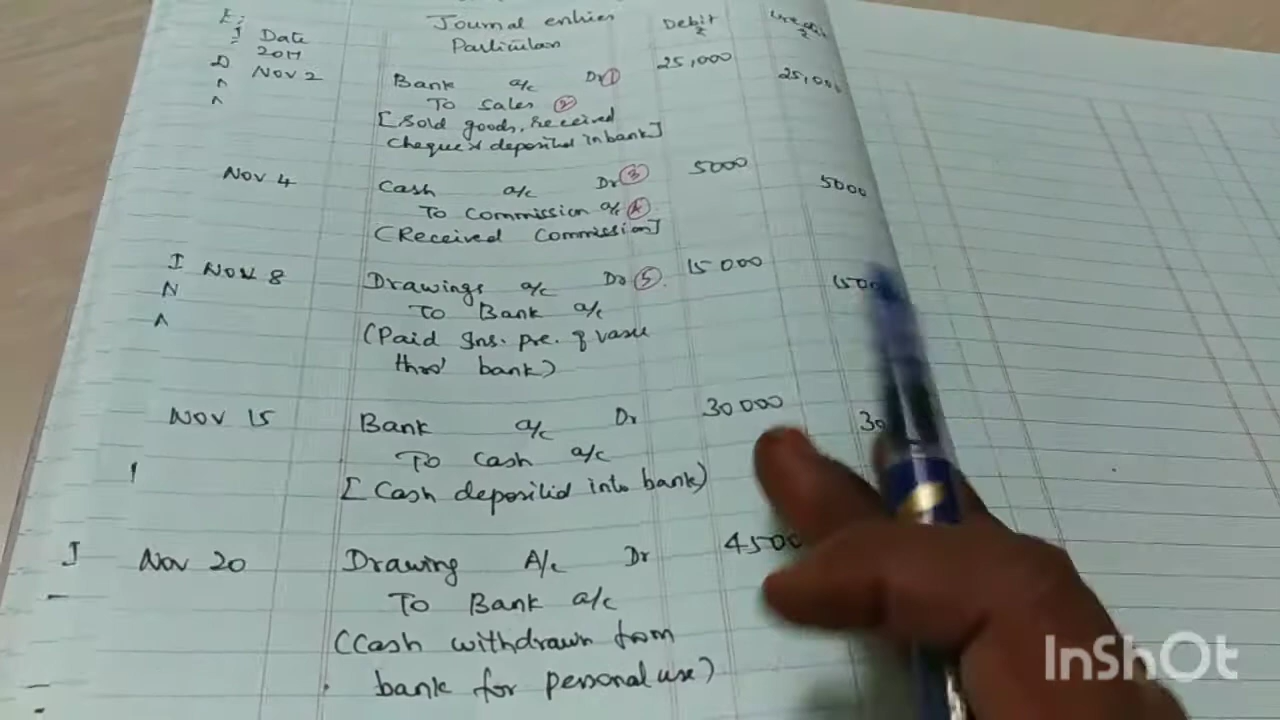 Journal entries
Date Particulars Debit ₹ Credit ₹
2017
Nov 2 Bank a/c Dr ① 25,000
To Sales ② 25,000
[Sold goods, received
cheque & deposited in bank]
Nov 4 Cash a/c Dr ③ 5000
To Commission a/c ④ 5000
(Received Commission]
Nov 8 Drawings a/c Dr ⑤ 15 000
To Bank a/c
(Paid Ins. pre. of
thro' bank)
Nov 15 Bank a/c Dr 30 000
To Cash a/c
[Cash deposited into bank)
Nov 20 Drawing A/c Dr
To Bank a/c
(Cash withdrawn from
bank for personal use)
InShOt